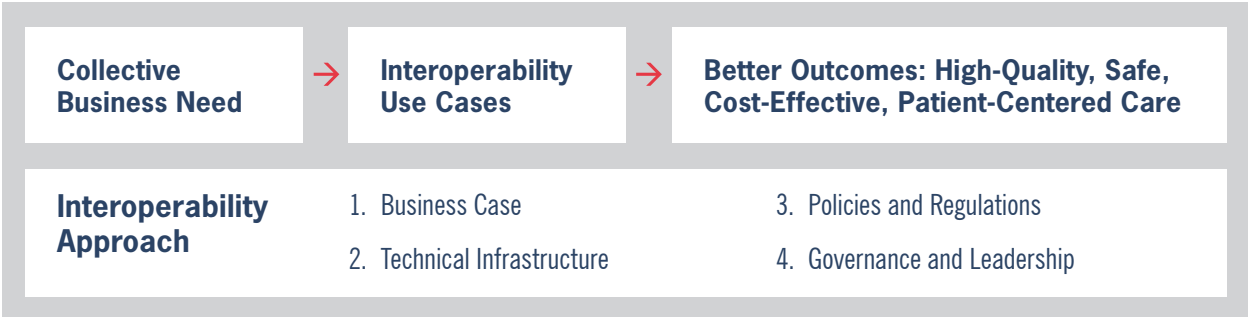 Collective
Business Need
→
Interoperability
Use Cases
→
Better Outcomes: High-Quality, Safe,
Cost-Effective, Patient-Centered Care
Interoperability
Approach
1. Business Case
2. Technical Infrastructure
3. Policies and Regulations
4. Governance and Leadership